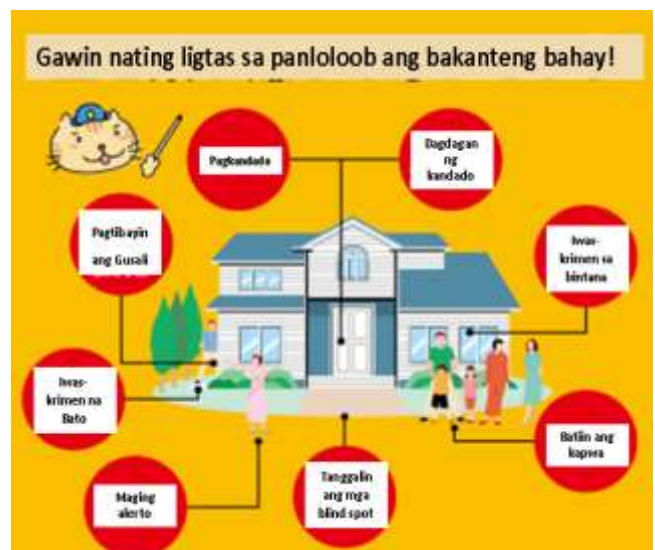 Gawin nating ligtas sa panloloob ang bakanteng bahay!
Pagkandado
Dagdagan
ng
kandado
Pagtibayin
ang Gusali
Iwas-
krimen sa
bintana
Iwas-
krimen na
Bato
Batiin ang
kapwa
Maging
alerto
Tanggalin
ang mga
blind spot